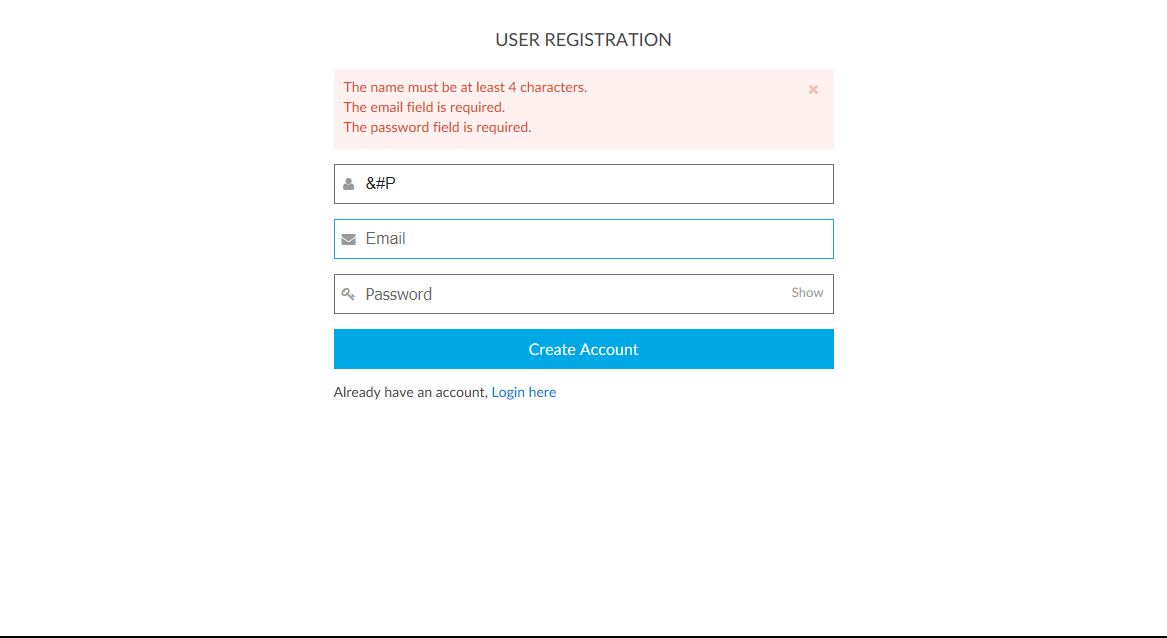 USER REGISTRATION
The name must be at least 4 characters.
The email field is required.
The password field is required.
&#P
Email
Password Show
Create Account
Already have an account, Login here